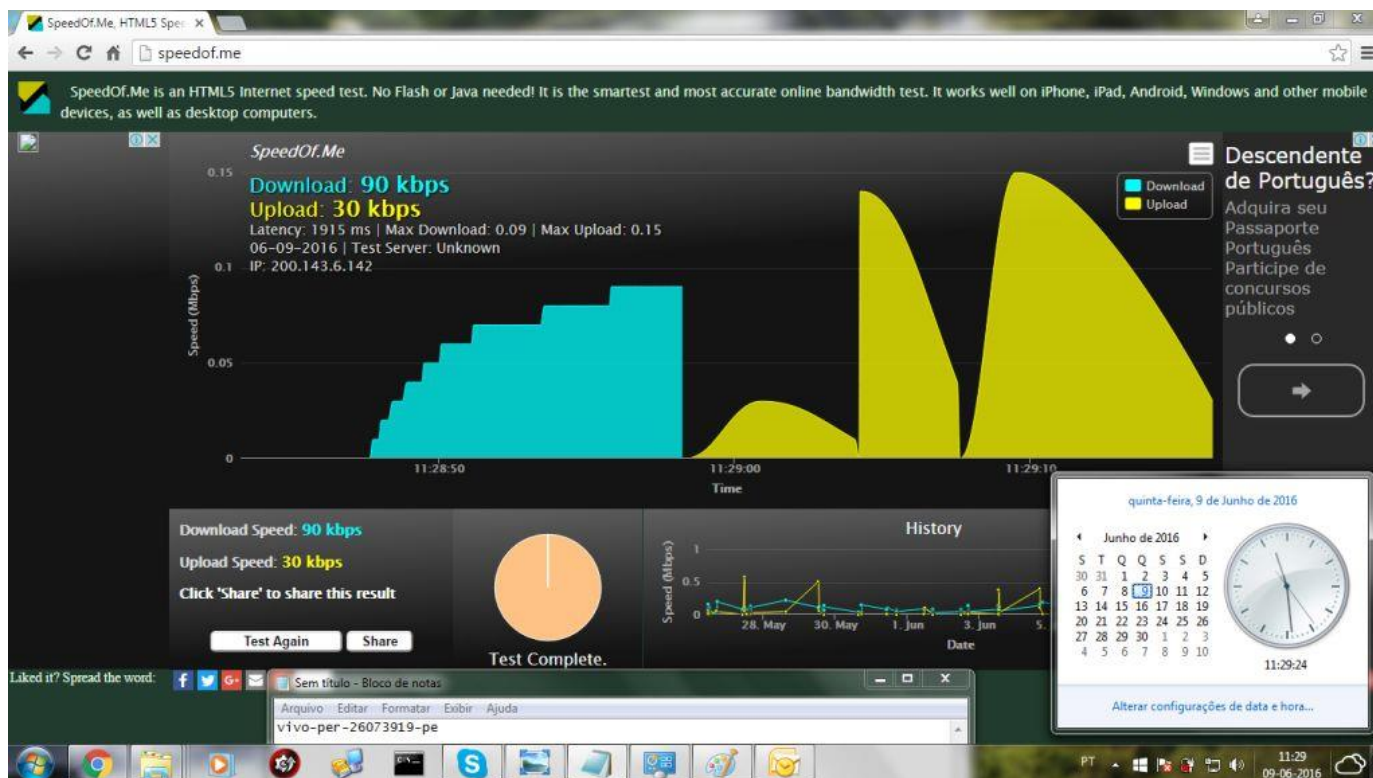 SpeedOf.Me, HTML5 Spe
speedof.me
SpeedOf.Me is an HTML5 Internet speed test. No Flash or Java needed! It is the smartest and most accurate online bandwidth test. It works well on iPhone, iPad, Android, Windows and other mobile
devices, as well as desktop computers.
SpeedOf.Me
Download: 90 kbps
Upload: 30 kbps
Latency: 1915 ms | Max Download: 0.09 | Max Upload: 0.15
06-09-2016 | Test Server: Unknown
IP: 200.143.6.142
Download
Upload
0.15
0.1
0.05
0
Speed (Mbps)
11:28:50
11:29:00
11:29:10
Time
Descendente
de Português?
Adquira seu
Passaporte
Português
Participe de
concursos
públicos
Download Speed: 90 kbps
Upload Speed: 30 kbps
Click 'Share' to share this result
Test Again
Share
Test Complete.
History
Speed (Mbps)
1
0.5
0
28. May
30. May
1. Jun
3. Jun
5.
Date
quinta-feira, 9 de Junho de 2016
Junho de 2016
S T Q Q S S D
30 31 1 2 3 4 5
6 7 8 9 10 11 12
13 14 15 16 17 18 19
20 21 22 23 24 25 26
27 28 29 30 1 2 3
4 5 6 7 8 9 10
11:29:24
Alterar configurações de data e hora...
Liked it? Spread the word:
Sem título - Bloco de notas
Arquivo Editar Formatar Exibir Ajuda
vivo-per-26073919-pe
PT
11:29
09-06-2016